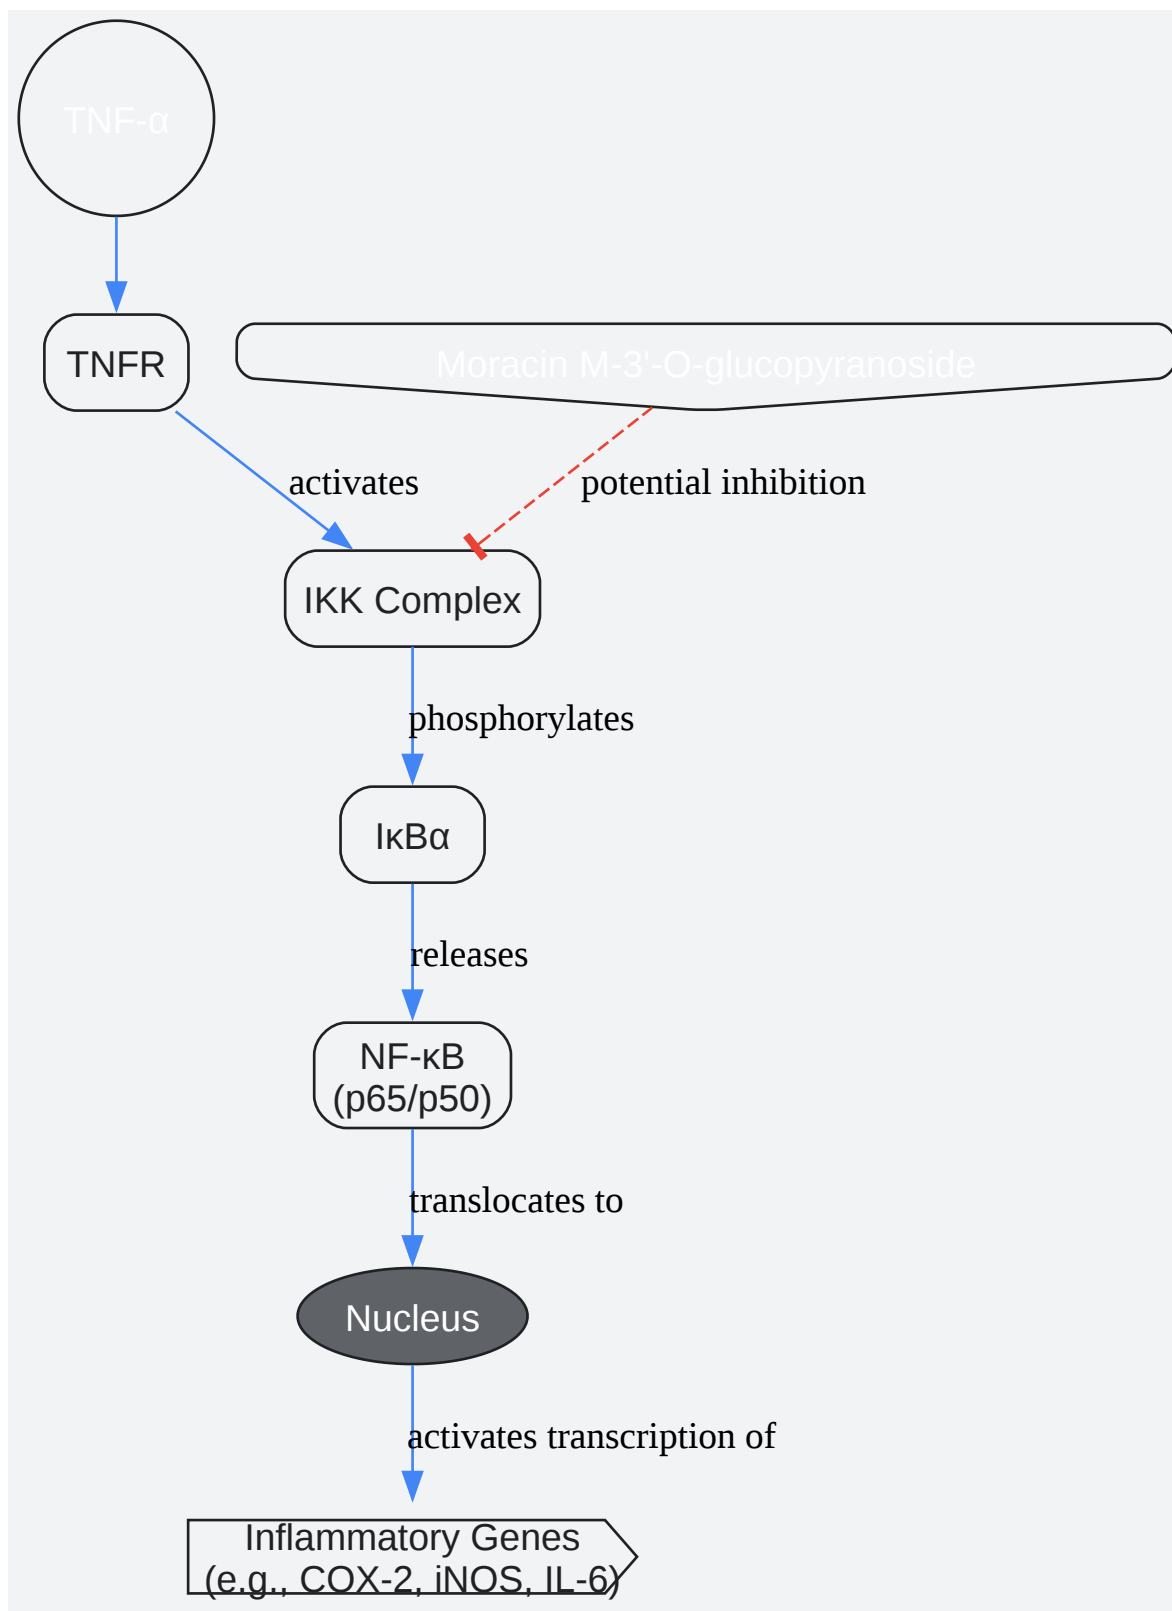 TNF-α
TNFR
Moracin M-3'-O-glucopyranoside
activates
potential inhibition
IKK Complex
phosphorylates
IκBα
releases
NF-κB
(p65/p50)
translocates to
Nucleus
activates transcription of
Inflammatory Genes
(e.g., COX-2, iNOS, IL-6)